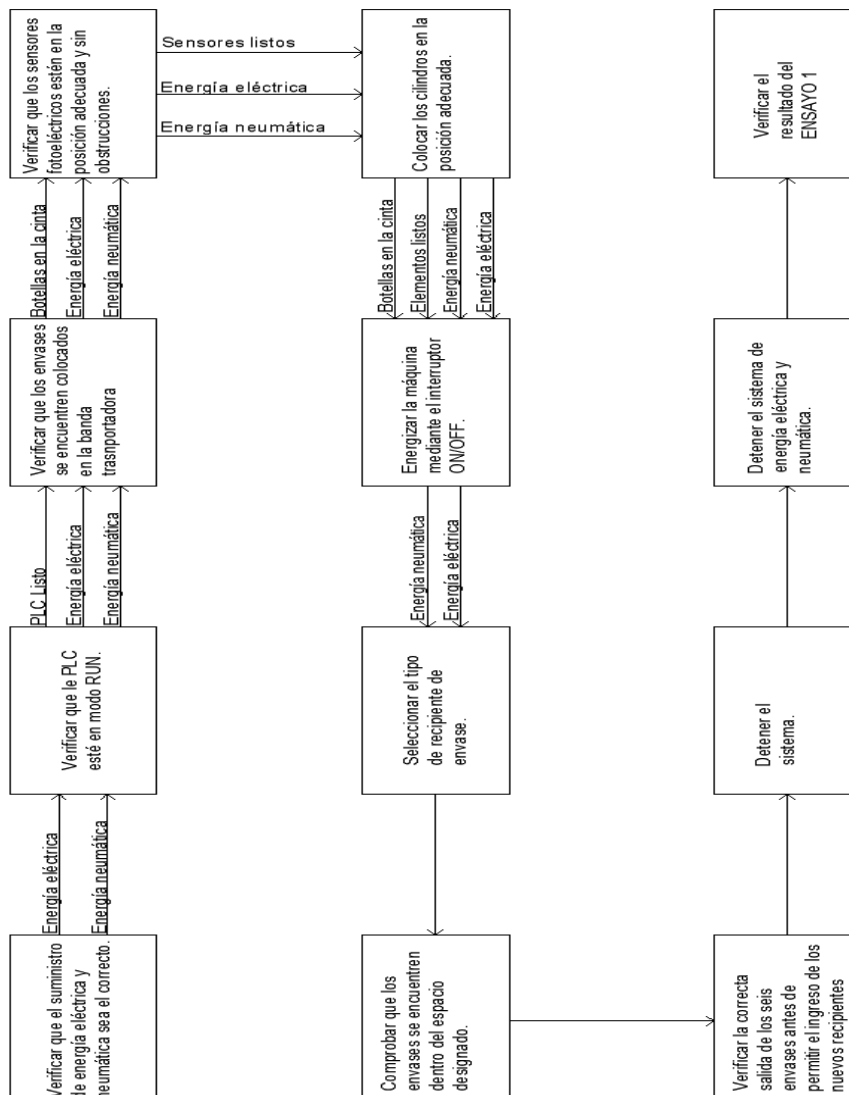 Verificar que el suministro
de energía eléctrica y
neumática sea el correcto.
Energía eléctrica
Energía neumática
Verificar que le PLC
esté en modo RUN.
PLC Listo
Energía eléctrica
Energía neumática
Verificar que los envases
se encuentren colocados
en la banda
trasnportadora
Botellas en la cinta
Energía eléctrica
Energía neumática
Verificar que los sensores
fotoeléctricos estén en la
posición adecuada y sin
obstrucciones.
Sensores listos
Energía eléctrica
Energía neumática
Colocar los cilindros en la
posición adecuada.
Botellas en la cinta
Elementos listos
Energía neumática
Energía eléctrica
Energizar la máquina
mediante el interruptor
ON/OFF.
Energía neumática
Energía eléctrica
Seleccionar el tipo
de recipiente de
envase.
Comprobar que los
envases se encuentren
dentro del espacio
designado.
Verificar la correcta
salida de los seis
envases antes de
permitir el ingreso de los
nuevos recipientes
Detener el
sistema.
Detener el sistema de
energía eléctrica y
neumática.
Verificar el
resultado del
ENSAYO 1